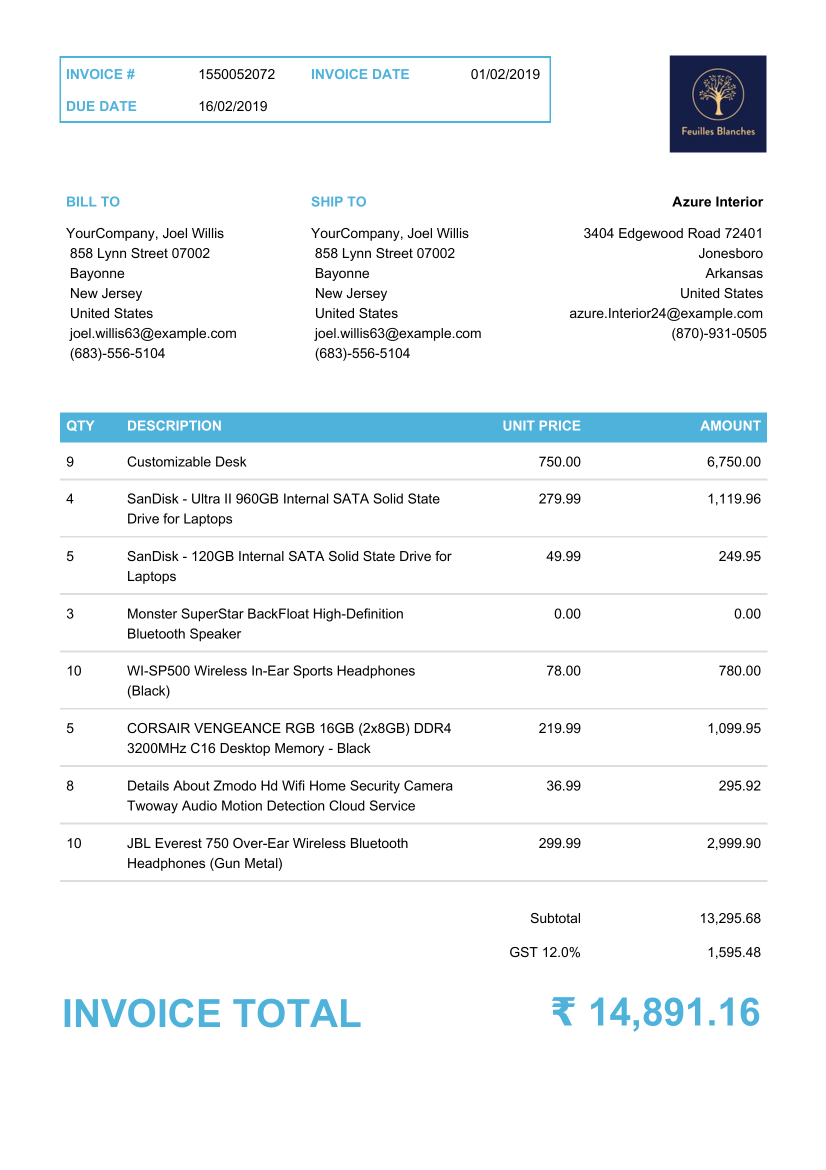 INVOICE # 1550052072 INVOICE DATE 01/02/2019
DUE DATE 16/02/2019
Feuilles Blanches
BILL TO
YourCompany, Joel Willis
858 Lynn Street 07002
Bayonne
New Jersey
United States
joel.willis63@example.com
(683)-556-5104
SHIP TO
YourCompany, Joel Willis
858 Lynn Street 07002
Bayonne
New Jersey
United States
joel.willis63@example.com
(683)-556-5104
Azure Interior
3404 Edgewood Road 72401
Jonesboro
Arkansas
United States
azure.Interior24@example.com
(870)-931-0505
QTY DESCRIPTION UNIT PRICE AMOUNT
9 Customizable Desk 750.00 6,750.00
4 SanDisk - Ultra II 960GB Internal SATA Solid State 279.99 1,119.96
Drive for Laptops
5 SanDisk - 120GB Internal SATA Solid State Drive for 49.99 249.95
Laptops
3 Monster SuperStar BackFloat High-Definition 0.00 0.00
Bluetooth Speaker
10 WI-SP500 Wireless In-Ear Sports Headphones 78.00 780.00
(Black)
5 CORSAIR VENGEANCE RGB 16GB (2x8GB) DDR4 219.99 1,099.95
3200MHz C16 Desktop Memory - Black
8 Details About Zmodo Hd Wifi Home Security Camera 36.99 295.92
Twoway Audio Motion Detection Cloud Service
10 JBL Everest 750 Over-Ear Wireless Bluetooth 299.99 2,999.90
Headphones (Gun Metal)
Subtotal 13,295.68
GST 12.0% 1,595.48
INVOICE TOTAL ₹ 14,891.16